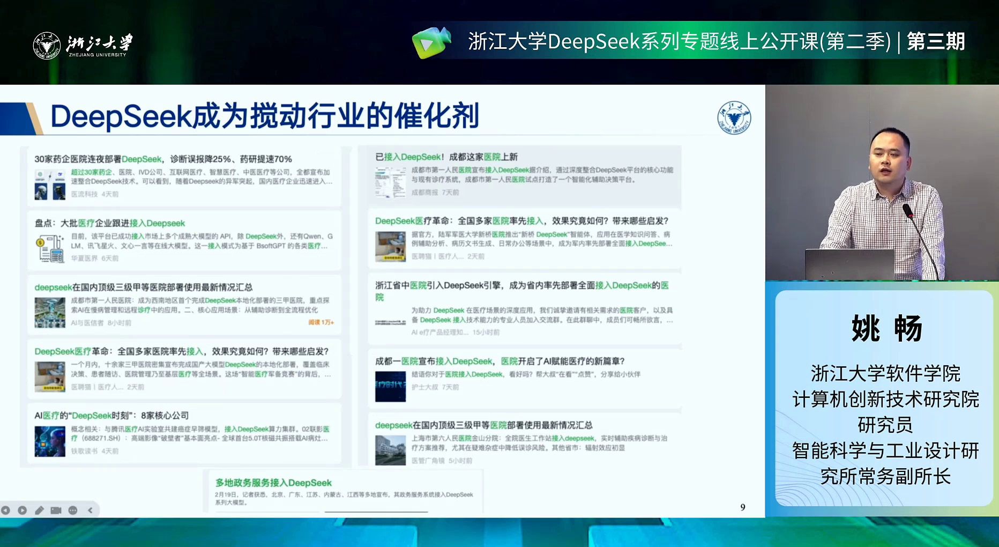 浙江大学
ZHEJIANG UNIVERSITY
浙江大学DeepSeek系列专题线上公开课(第二季) | 第三期
DeepSeek成为搅动行业的催化剂
30家药企医院连夜部署DeepSeek，诊断误报降25%、药研提速70%
超过30家药企、医院、IVD公司、互联网医疗、智慧医疗、中医医疗等公司，全都宣布加
速整合DeepSeek技术。可以看到，随着Deepseek的异军突起，国内医疗企业迅速进入...
医流科技 4天前
盘点：大批医疗企业跟进接入Deepseek
目前，该平台已成功接入市场上多个成熟大模型的 API，除 DeepSeek外，还有Qwen、G
LM、讯飞星火、文心一言等在线大模型。这一接入模式为基于 BsoftGPT 的各类医疗...
华夏医界 6天前
deepseek在国内顶级三级甲等医院部署使用最新情况汇总
成都市第一人民医院：成为西南地区首个完成DeepSeek本地化部署的三甲医院，重点探
索AI在慢病管理和远程诊疗中的应用。二、核心应用场景：从辅助诊断到全流程优化
AI与医信者 8小时前
阅读 1万+
DeepSeek医疗革命：全国多家医院率先接入，效果究竟如何？带来哪些启发？
一个月内，十余家三甲医院密集宣布完成国产大模型DeepSeek的本地化部署，覆盖临床
决策、患者随访、医院管理乃至基层医疗等全场景。这场“智能医疗军备竞赛”的背后，...
医聘猫丨医疗人... 2天前
AI医疗的“DeepSeek时刻”：8家核心公司
概念相关：与腾讯医疗AI实验室共建癌症早筛模型，接入DeepSeek算力集群。02联影医
疗（688271.SH）：高端影像“破壁者”基本面亮点- 全球首台5.0T核磁共振搭载AI病灶...
铁歌读书 4天前
已接入DeepSeek！成都这家医院上新
成都市第一人民医院宣布接入DeepSeek据介绍，通过深度整合DeepSeek平台的核心功能
与现有诊疗系统，成都市第一人民医院试点打造了一个智能化辅助决策平台。
成都商报 7天前
DeepSeek医疗革命：全国多家医院率先接入，效果究竟如何？带来哪些启发？
据官方，陆军军医大学新桥医院推出“新桥 DeepSeek”智能体，应用在医学知识问答、病
例辅助分析、病历文书生成、日常办公等场景中，成为军内率先部署全面接入DeepSee...
医聘猫丨医疗人... 2天前
浙江省中医院引入DeepSeek引擎，成为省内率先部署全面接入DeepSeek的医
院
为助力 DeepSeek 在医疗场景的深度应用，我们诚挚邀请有相关需求的医院客户，以及具
备 DeepSeek 接入技术能力的专业人员加入交流群。在此群聊中，成员们可畅所欲言，...
AI e疗产品经理知... 15小时前
成都一医院宣布接入DeepSeek，医院开启了AI赋能医疗的新篇章？
结语你对于医院接入DeepSeek，看好吗？帮大叔“在看”“点赞”，分享给小伙伴
护士大叔 7天前
deepseek在国内顶级三级甲等医院部署使用最新情况汇总
上海市第六人民医院金山分院：全院医生工作站接入deepseek，实时辅助疾病诊断与治
疗方案推荐，尤其在疑难杂症中降低误诊风险。其他省市：辐射效应初显
医管广角镜 5小时前
多地政务服务接入DeepSeek
2月19日，记者获悉，北京、广东、江苏、内蒙古、江西等多地宣布，其政务服务系统接入DeepSeek
系列大模型。
9
姚 畅
浙江大学软件学院
计算机创新技术研究院
研究员
智能科学与工业设计研
究所常务副所长